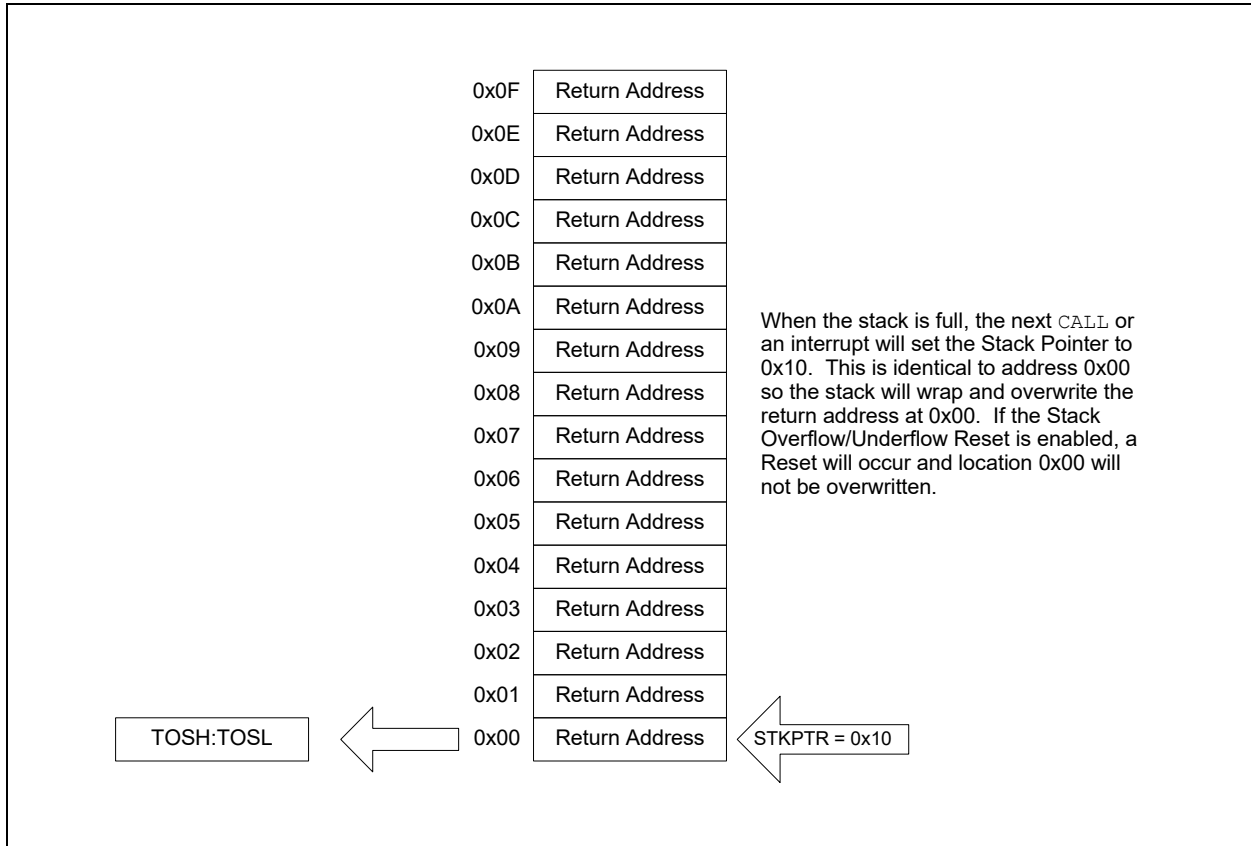 0x0F Return Address
0x0E Return Address
0x0D Return Address
0x0C Return Address
0x0B Return Address
0x0A Return Address
0x09 Return Address
0x08 Return Address
0x07 Return Address
0x06 Return Address
0x05 Return Address
0x04 Return Address
0x03 Return Address
0x02 Return Address
0x01 Return Address
TOSH:TOSL 0x00 Return Address STKPTR = 0x10
When the stack is full, the next CALL or
an interrupt will set the Stack Pointer to
0x10. This is identical to address 0x00
so the stack will wrap and overwrite the
return address at 0x00. If the Stack
Overflow/Underflow Reset is enabled, a
Reset will occur and location 0x00 will
not be overwritten.